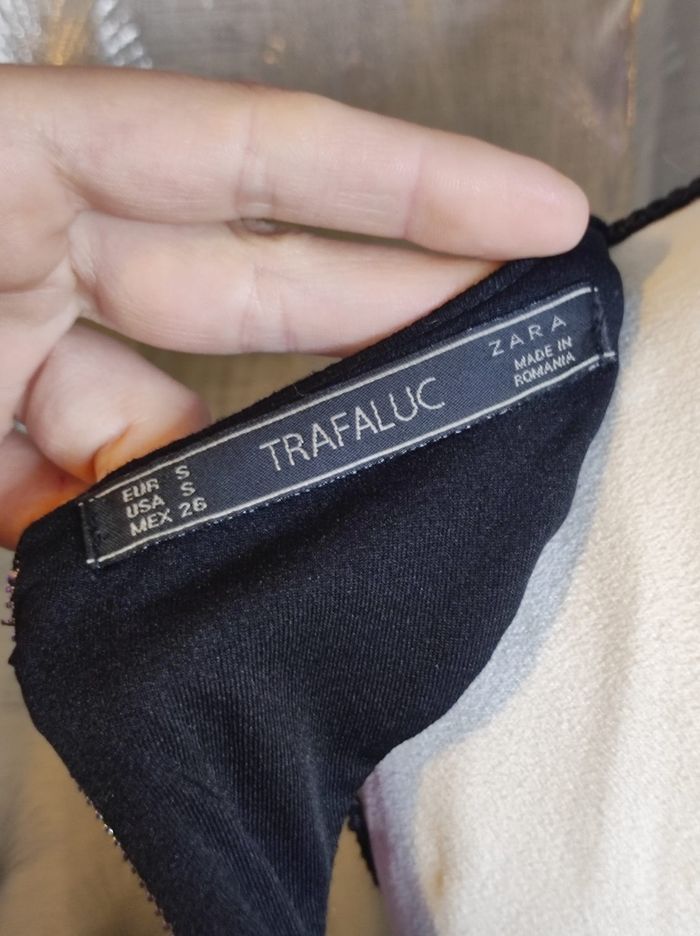 EUR S
USA S
MEX 26
TRAFALUC
ZARA
MADE IN
ROMANIA